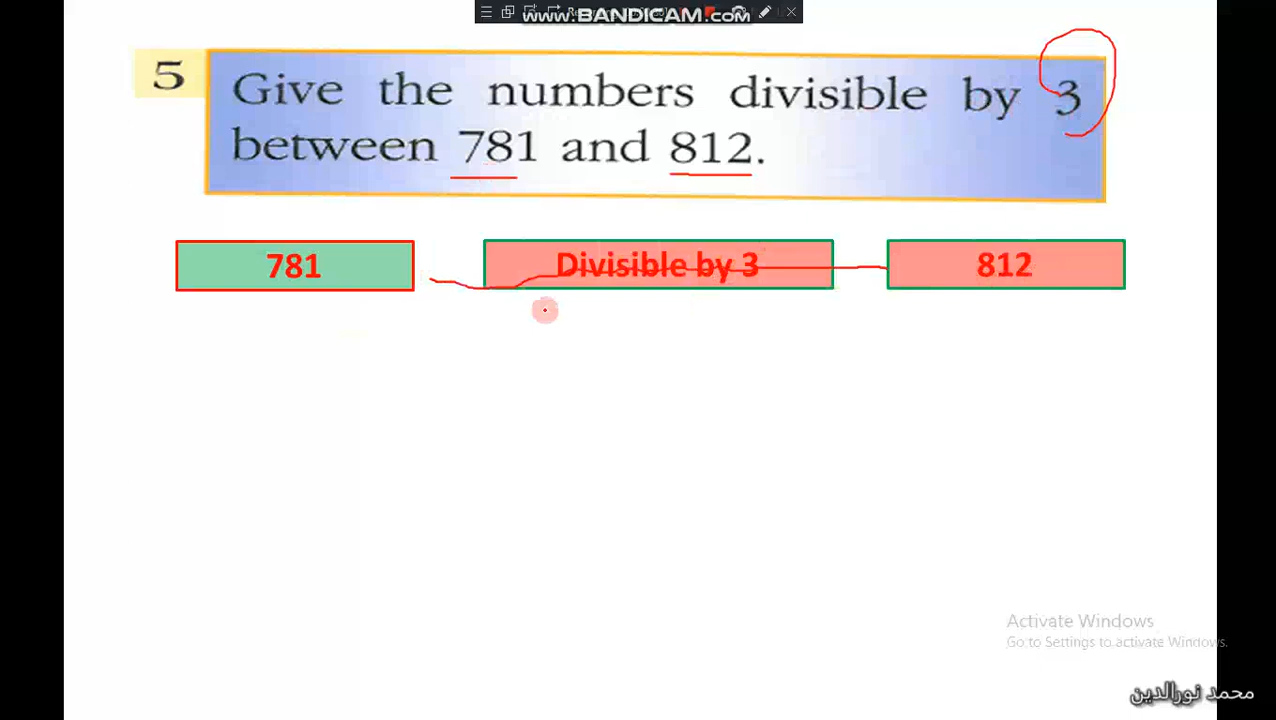 www.BANDICAM.com
5
Give the numbers divisible by 3
between 781 and 812.
781
Divisible by 3
812
Activate Windows
Go to Settings to activate Windows.
محمد نورالدين